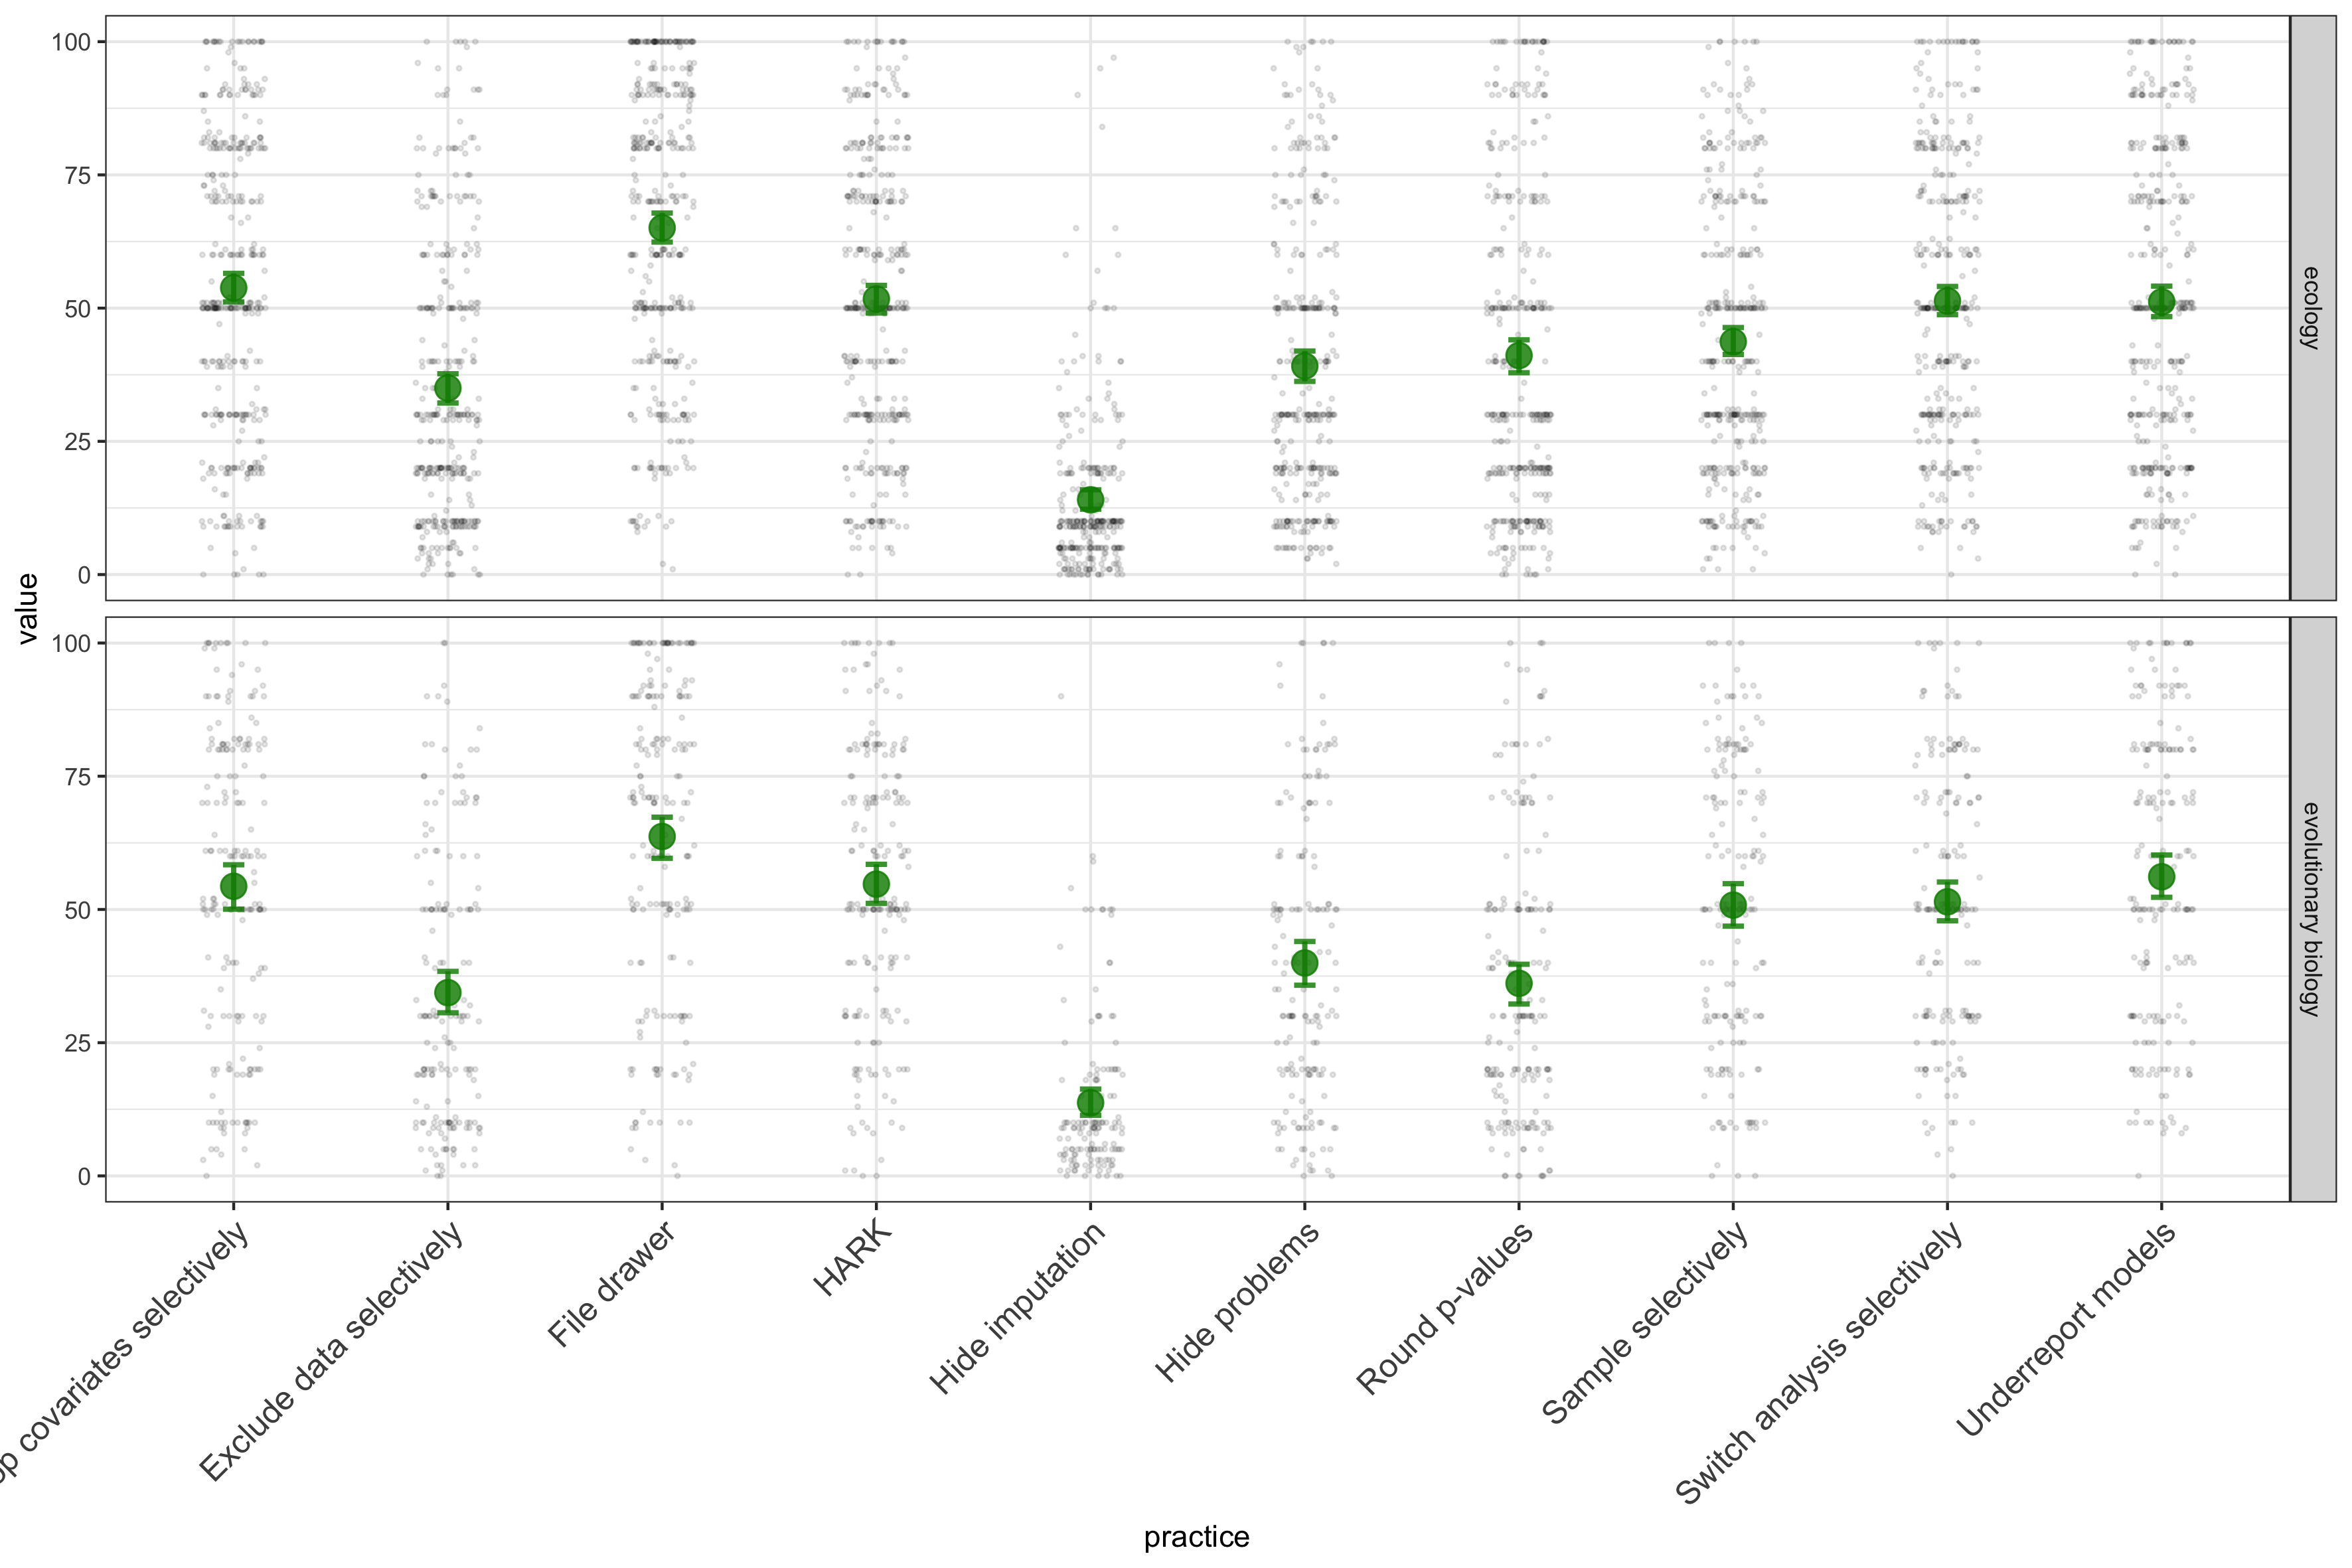 value
100
75
50
25
0
ecology
100
75
50
25
0
evolutionary biology
covariates selectively
Exclude data selectively
File drawer
HARK
Hide imputation
Hide problems
Round p-values
Sample selectively
Switch analysis selectively
Underreport models
practice